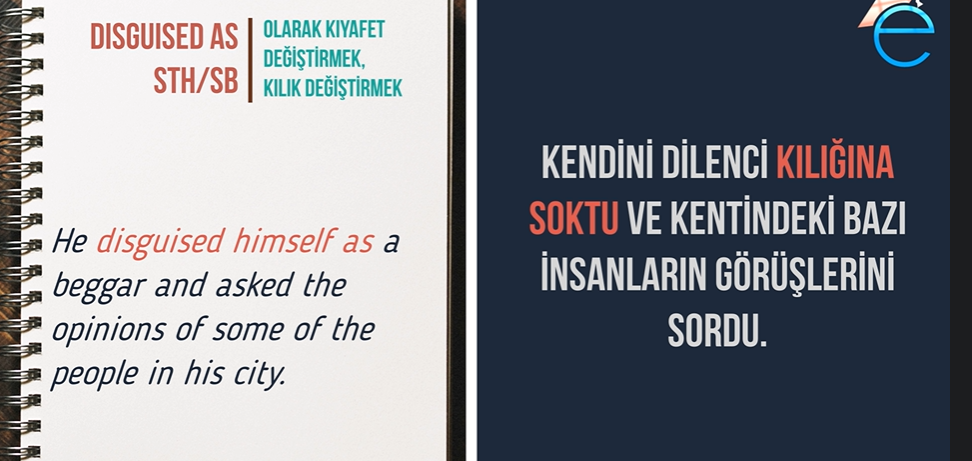 DISGUISED AS
STH/SB
OLARAK KIYAFET
DEĞİŞTİRMEK,
KILIK DEĞİŞTİRMEK
He disguised himself as a
beggar and asked the
opinions of some of the
people in his city.
KENDİNİ DİLENCİ KILIĞINA
SOKTU VE KENTİNDEKİ BAZI
İNSANLARIN GÖRÜŞLERİNİ
SORDU.